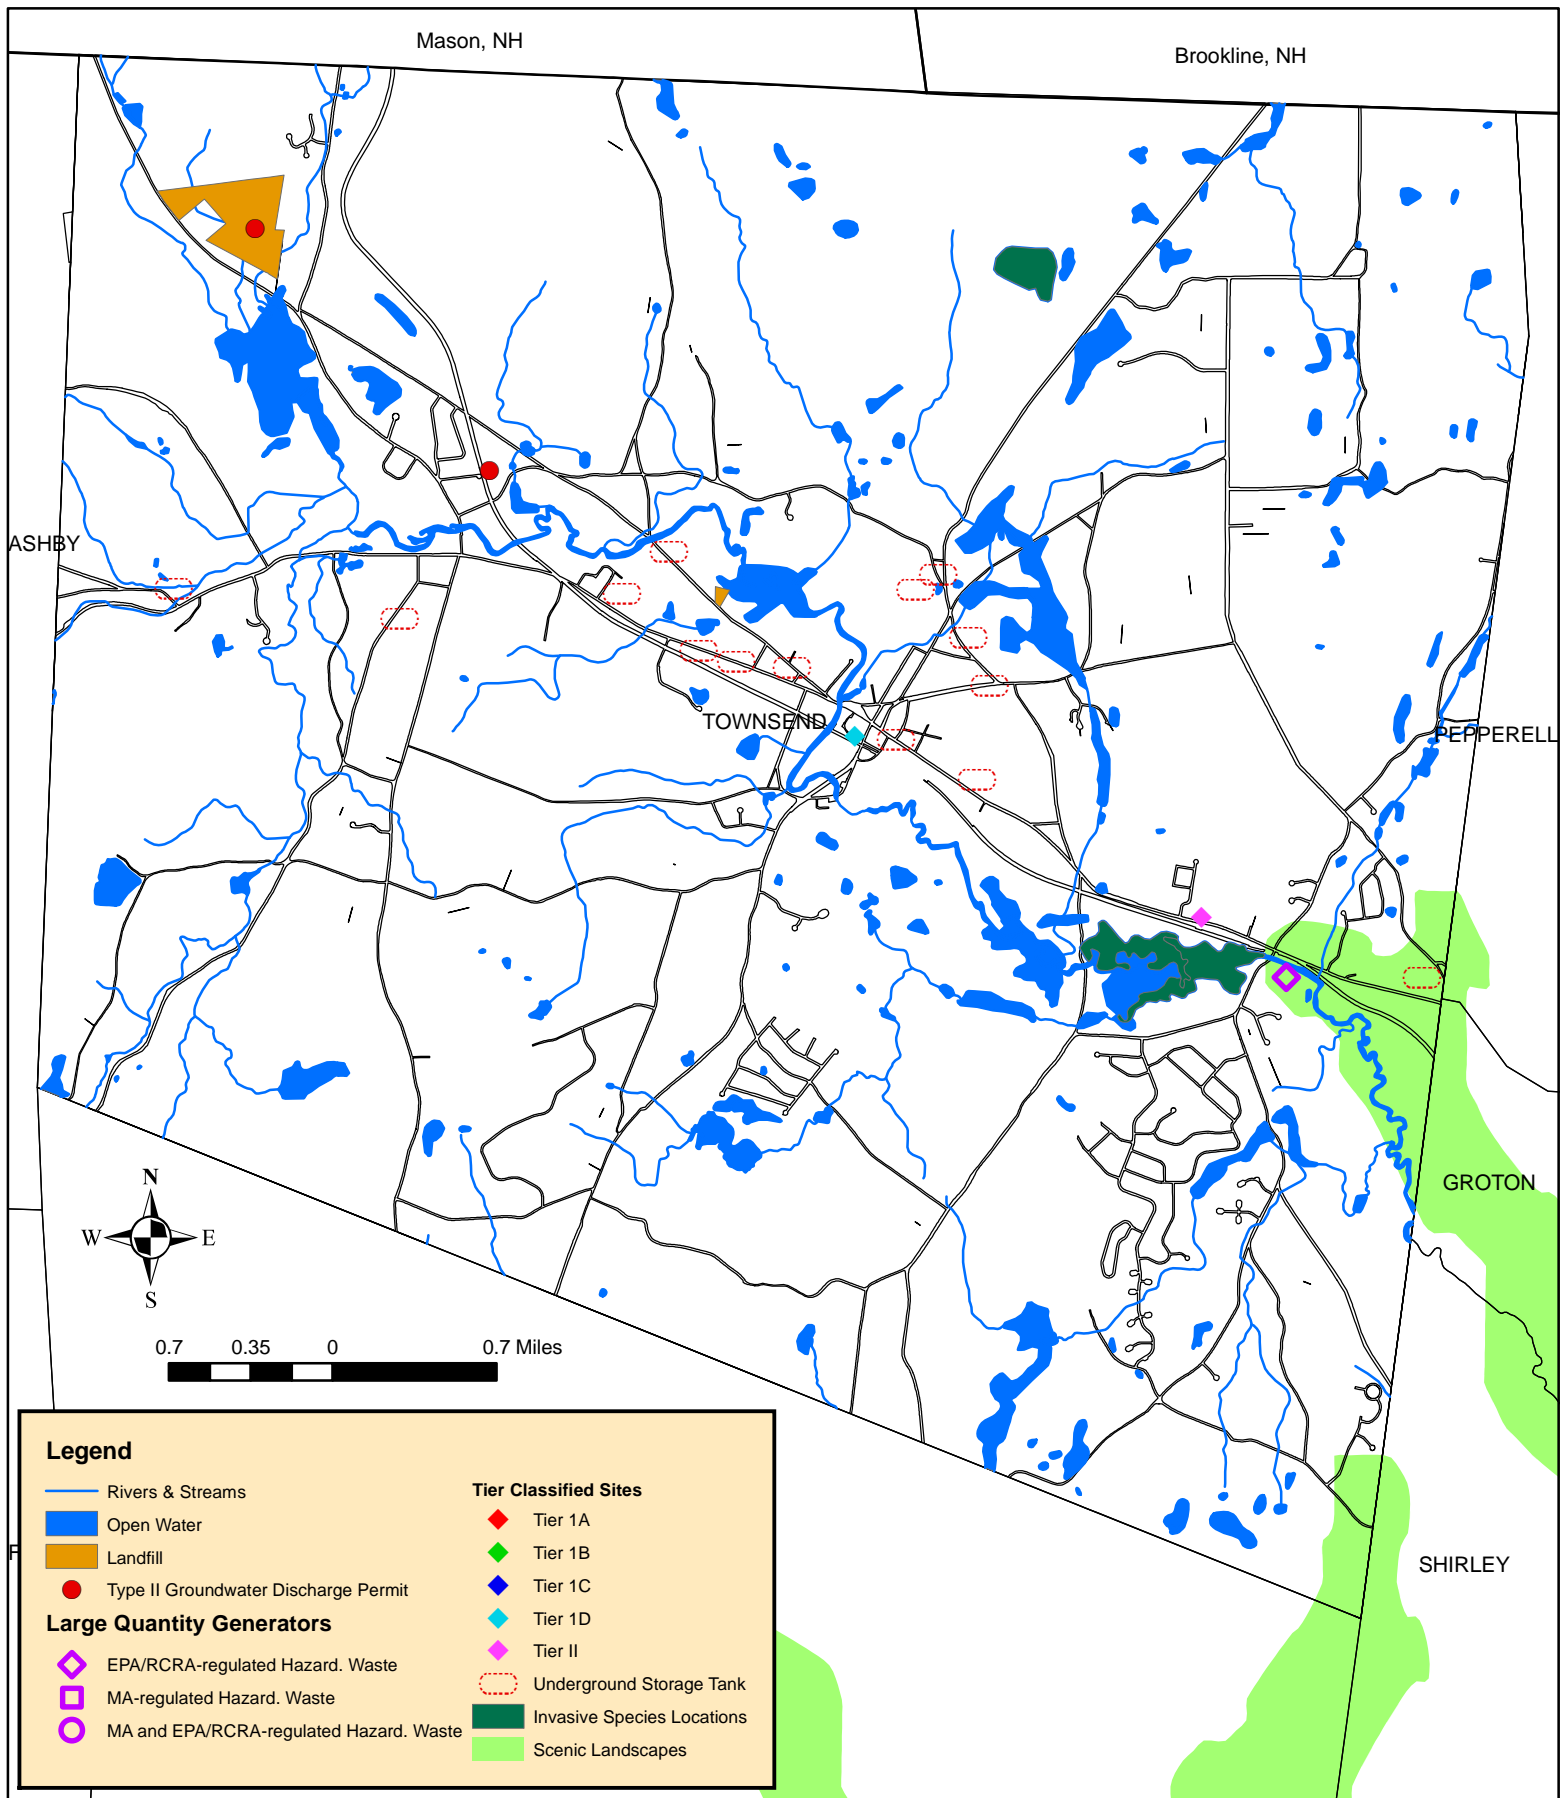 Mason, NH
Brookline, NH
ASHBY
TOWNSEND
PEPPERELL
GROTON
N
W
E
S
0.7
0.35
0
0.7 Miles
SHIRLEY
F
Legend
Rivers & Streams
Open Water
Landfill
Type II Groundwater Discharge Permit
Large Quantity Generators
EPA/RCRA-regulated Hazard. Waste
MA-regulated Hazard. Waste
MA and EPA/RCRA-regulated Hazard. Waste
Tier Classified Sites
Tier 1A
Tier 1B
Tier 1C
Tier 1D
Tier II
Underground Storage Tank
Invasive Species Locations
Scenic Landscapes